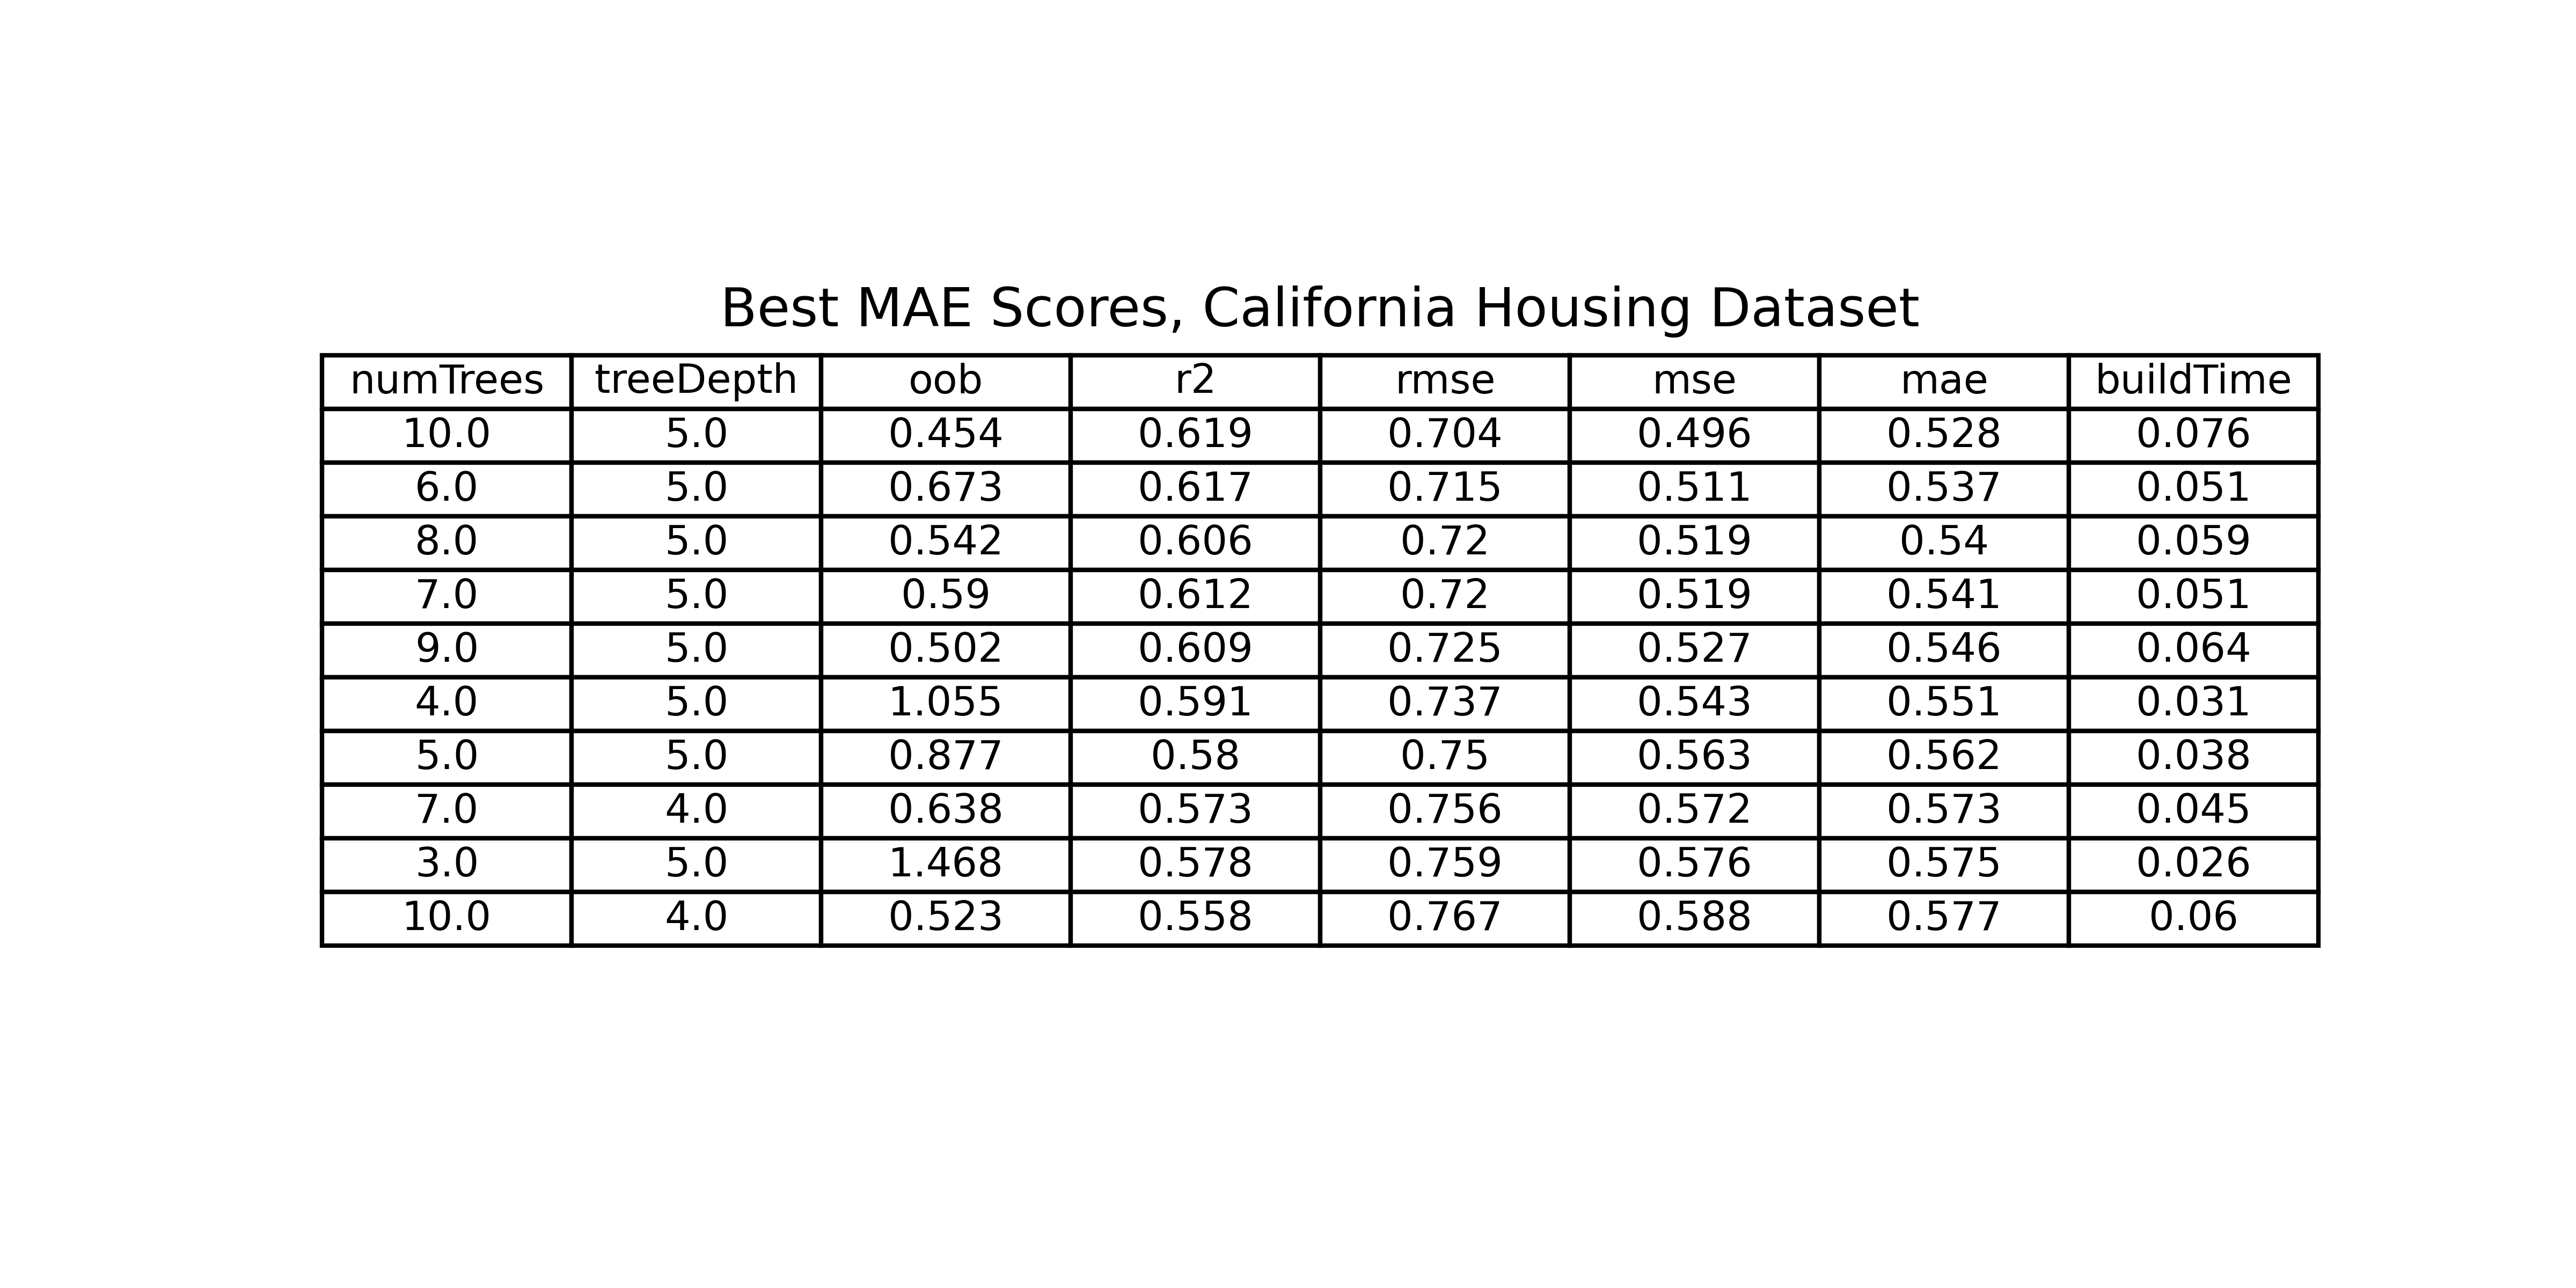 Best MAE Scores, California Housing Dataset
numTrees treeDepth oob r2 rmse mse mae buildTime
10.0 5.0 0.454 0.619 0.704 0.496 0.528 0.076
6.0 5.0 0.673 0.617 0.715 0.511 0.537 0.051
8.0 5.0 0.542 0.606 0.72 0.519 0.54 0.059
7.0 5.0 0.59 0.612 0.72 0.519 0.541 0.051
9.0 5.0 0.502 0.609 0.725 0.527 0.546 0.064
4.0 5.0 1.055 0.591 0.737 0.543 0.551 0.031
5.0 5.0 0.877 0.58 0.75 0.563 0.562 0.038
7.0 4.0 0.638 0.573 0.756 0.572 0.573 0.045
3.0 5.0 1.468 0.578 0.759 0.576 0.575 0.026
10.0 4.0 0.523 0.558 0.767 0.588 0.577 0.06